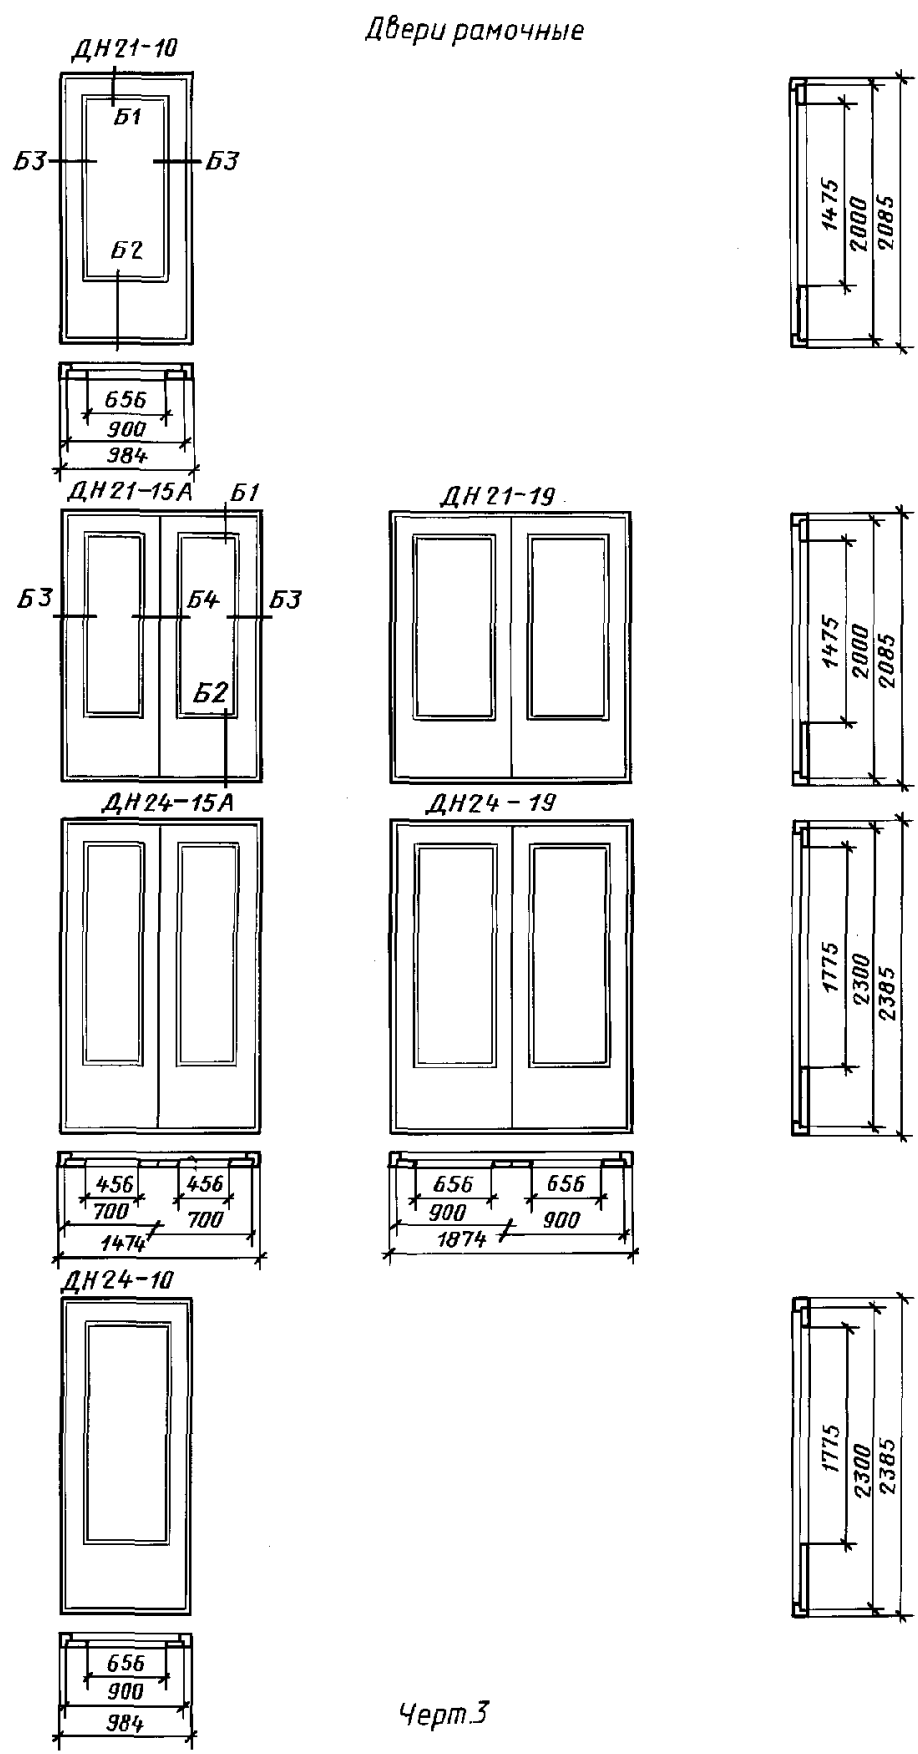 Двери рамочные
ДН21-10
Б1
Б3 Б3
Б2
1475
2000
2085
656
900
984
ДН21-15А Б1
ДН21-19
Б3 Б4 Б3
Б2
1475
2000
2085
ДН24-15А
ДН24-19
1775
2300
2385
456 456
700 700
1474
656 656
900 900
1874
ДН24-10
1775
2300
2385
656
900
984
Черт.3